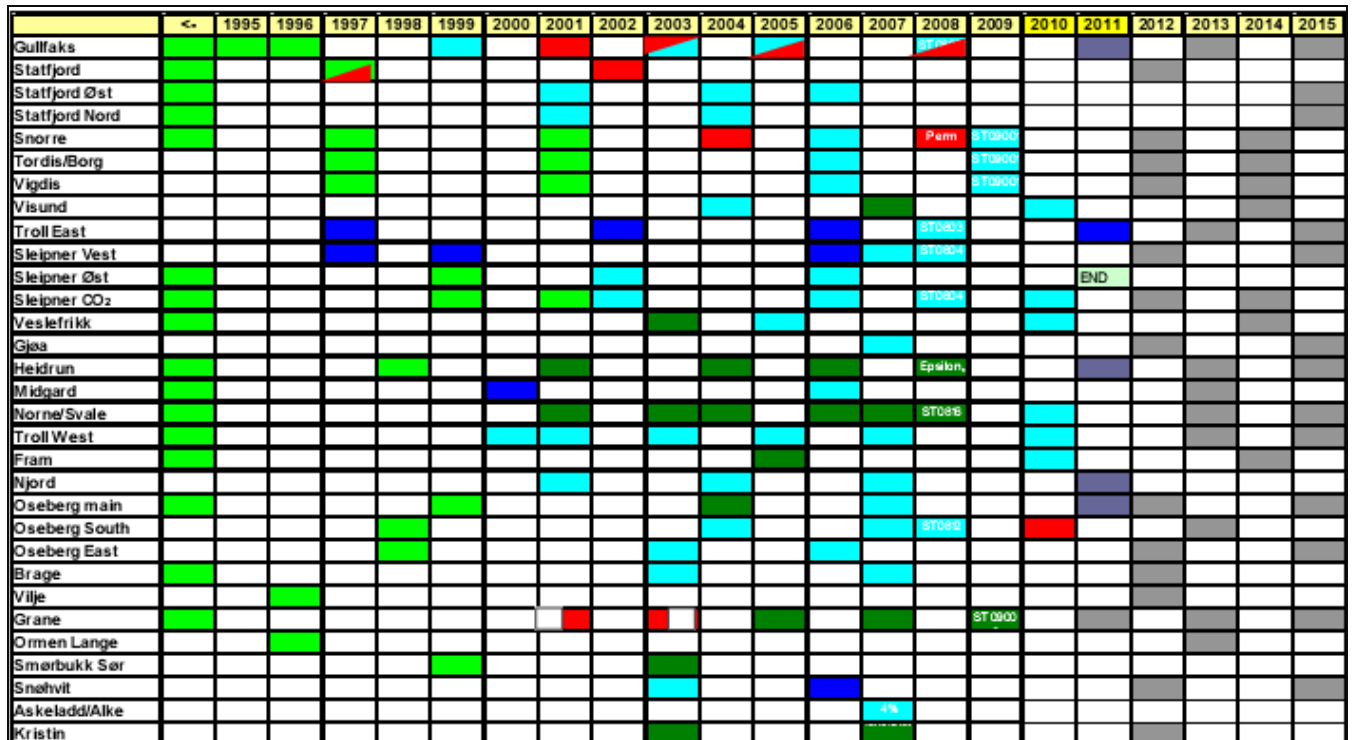 <- 1995 1996 1997 1998 1999 2000 2001 2002 2003 2004 2005 2006 2007 2008 2009 2010 2011 2012 2013 2014 2015
Gullfaks
Statfjord
Statfjord Øst
Statfjord Nord
Snorre Perm ST0900
Tordis/Borg ST0900
Vigdis ST0900
Visund
Troll East ST0803
Sleipner Vest ST0804
Sleipner Øst END
Sleipner CO₂ ST0804
Veslefrikk
Gjøa
Heidrun Epsilon,
Midgard
Norne/Svale ST0816
Troll West
Fram
Njord
Oseberg main
Oseberg South ST0812
Oseberg East
Brage
Vilje
Grane ST0900
Ormen Lange
Smørbukk Sør
Snøhvit
Askeladd/Alke 4%
Kristin